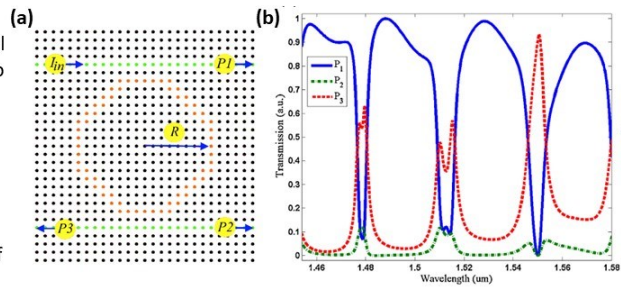 (a)
I_in
P1
R
P3
P2
(b)
Transmission (a.u.)
1
0.9
0.8
0.7
0.6
0.5
0.4
0.3
0.2
0.1
0
P₁
P₂
P₃
1.46 1.48 1.5 1.52 1.54 1.56 1.58
Wavelength (um)